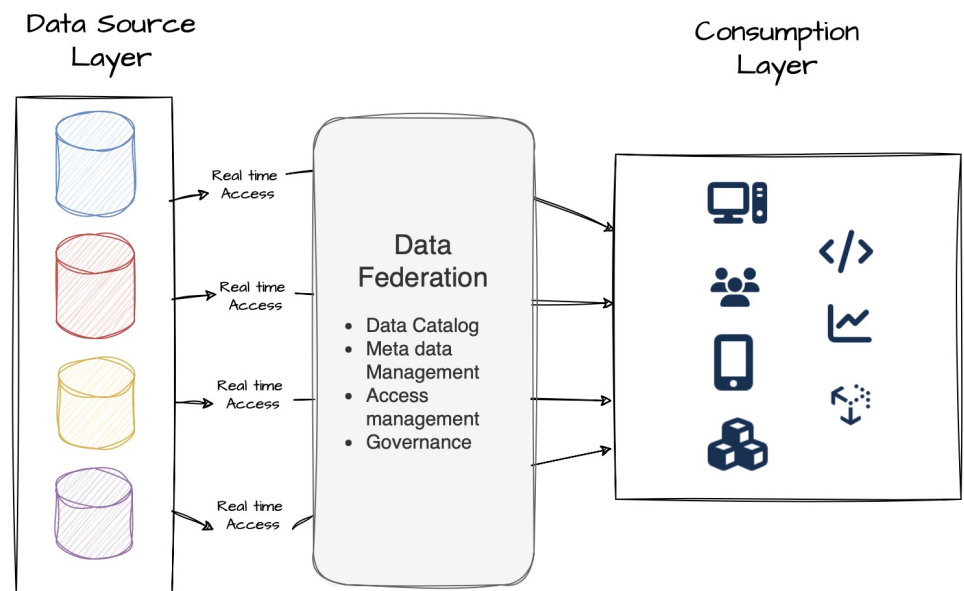 Data Source
Layer
Consumption
Layer
Real time
Access
Real time
Access
Real time
Access
Real time
Access
Data
Federation
• Data Catalog
• Meta data
Management
• Access
management
• Governance